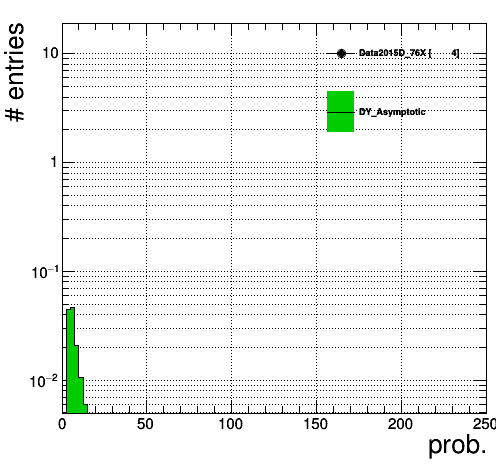 # entries
10
Data2015D_76X [ 4]
DY_Asymptotic
1
10⁻¹
10⁻²
0 50 100 150 200 250
prob.